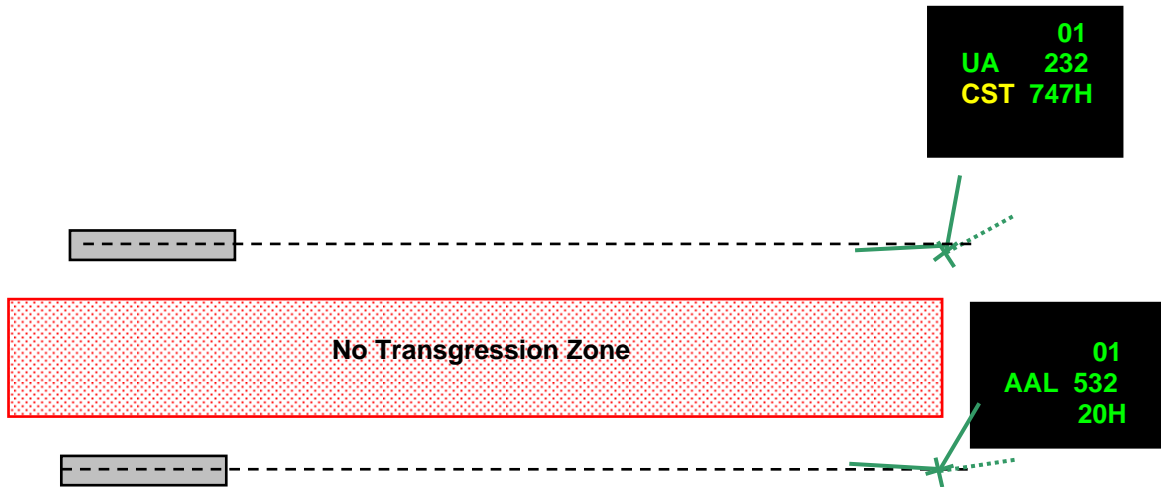 01
UA 232
CST 747H
No Transgression Zone
01
AAL 532
20H